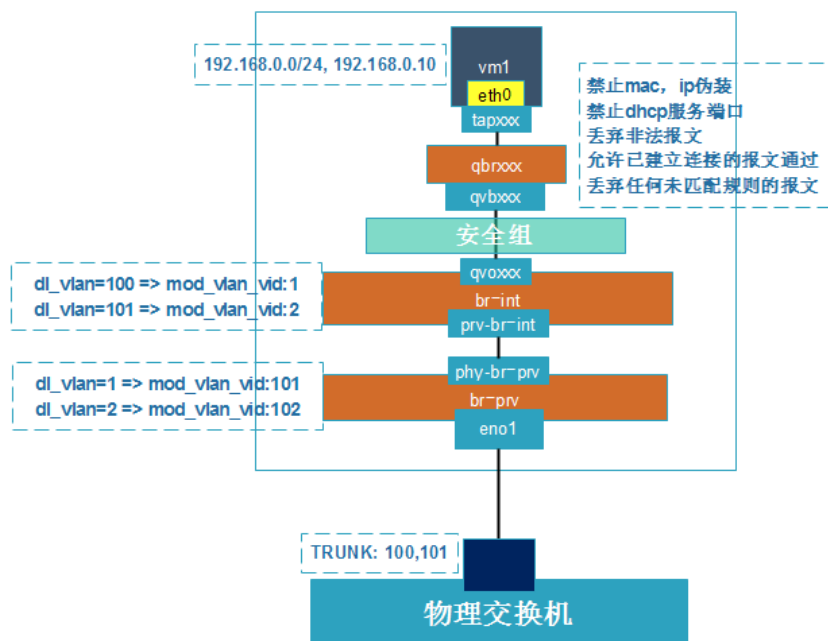 192.168.0.0/24, 192.168.0.10
vm1
eth0
tapxxx
禁止mac，ip伪装
禁止dhcp服务端口
丢弃非法报文
允许已建立连接的报文通过
丢弃任何未匹配规则的报文
qbrxxx
qvbxxx
安全组
dl_vlan=100 => mod_vlan_vid:1
dl_vlan=101 => mod_vlan_vid:2
qvoxxx
br-int
prv-br-int
dl_vlan=1 => mod_vlan_vid:101
dl_vlan=2 => mod_vlan_vid:102
phy-br-prv
br-prv
eno1
TRUNK: 100,101
物理交换机